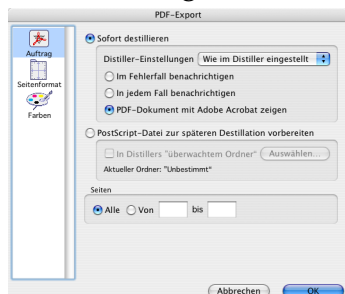 PDF-Export
Auftrag
Seitenformat
Farben
Sofort destillieren
Distiller-Einstellungen Wie im Distiller eingestellt
Im Fehlerfall benachrichtigen
In jedem Fall benachrichtigen
PDF-Dokument mit Adobe Acrobat zeigen
PostScript-Datei zur späteren Destillation vorbereiten
In Distillers "überwachtem Ordner" Auswählen...
Aktueller Ordner: "Unbestimmt"
Seiten
Alle Von bis
Abbrechen OK